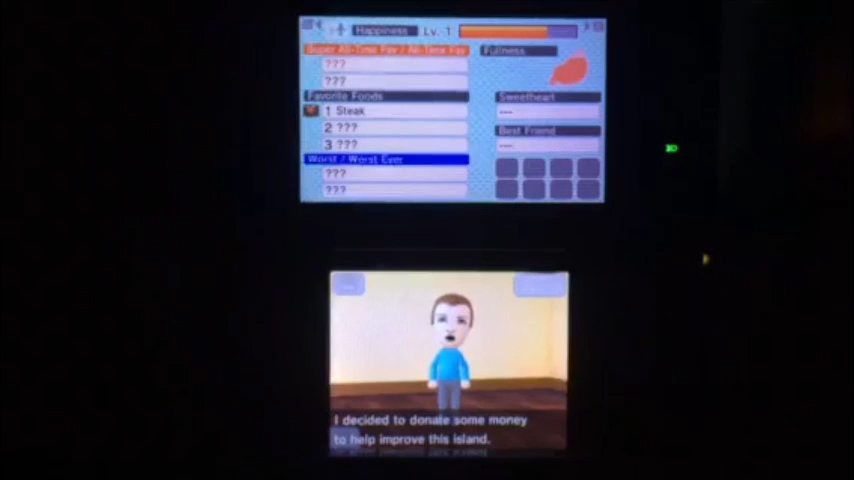 Happiness Lv. 1
Super All-Time Fav / All-Time Fav
???
???
Fullness
Favorite Foods
1 Steak
2 ???
3 ???
Sweetheart
---
Best Friend
---
Worst / Worst Ever
???
???
I decided to donate some money
to help improve this island.